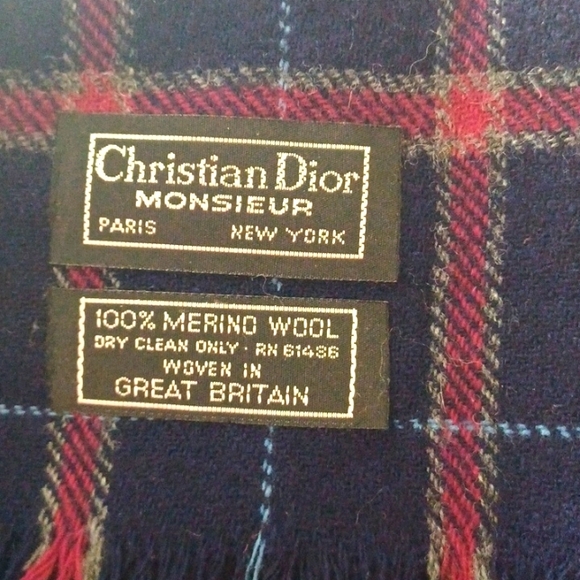 Christian Dior
MONSIEUR
PARIS NEW YORK
100% MERINO WOOL
DRY CLEAN ONLY · RN 61486
WOVEN IN
GREAT BRITAIN